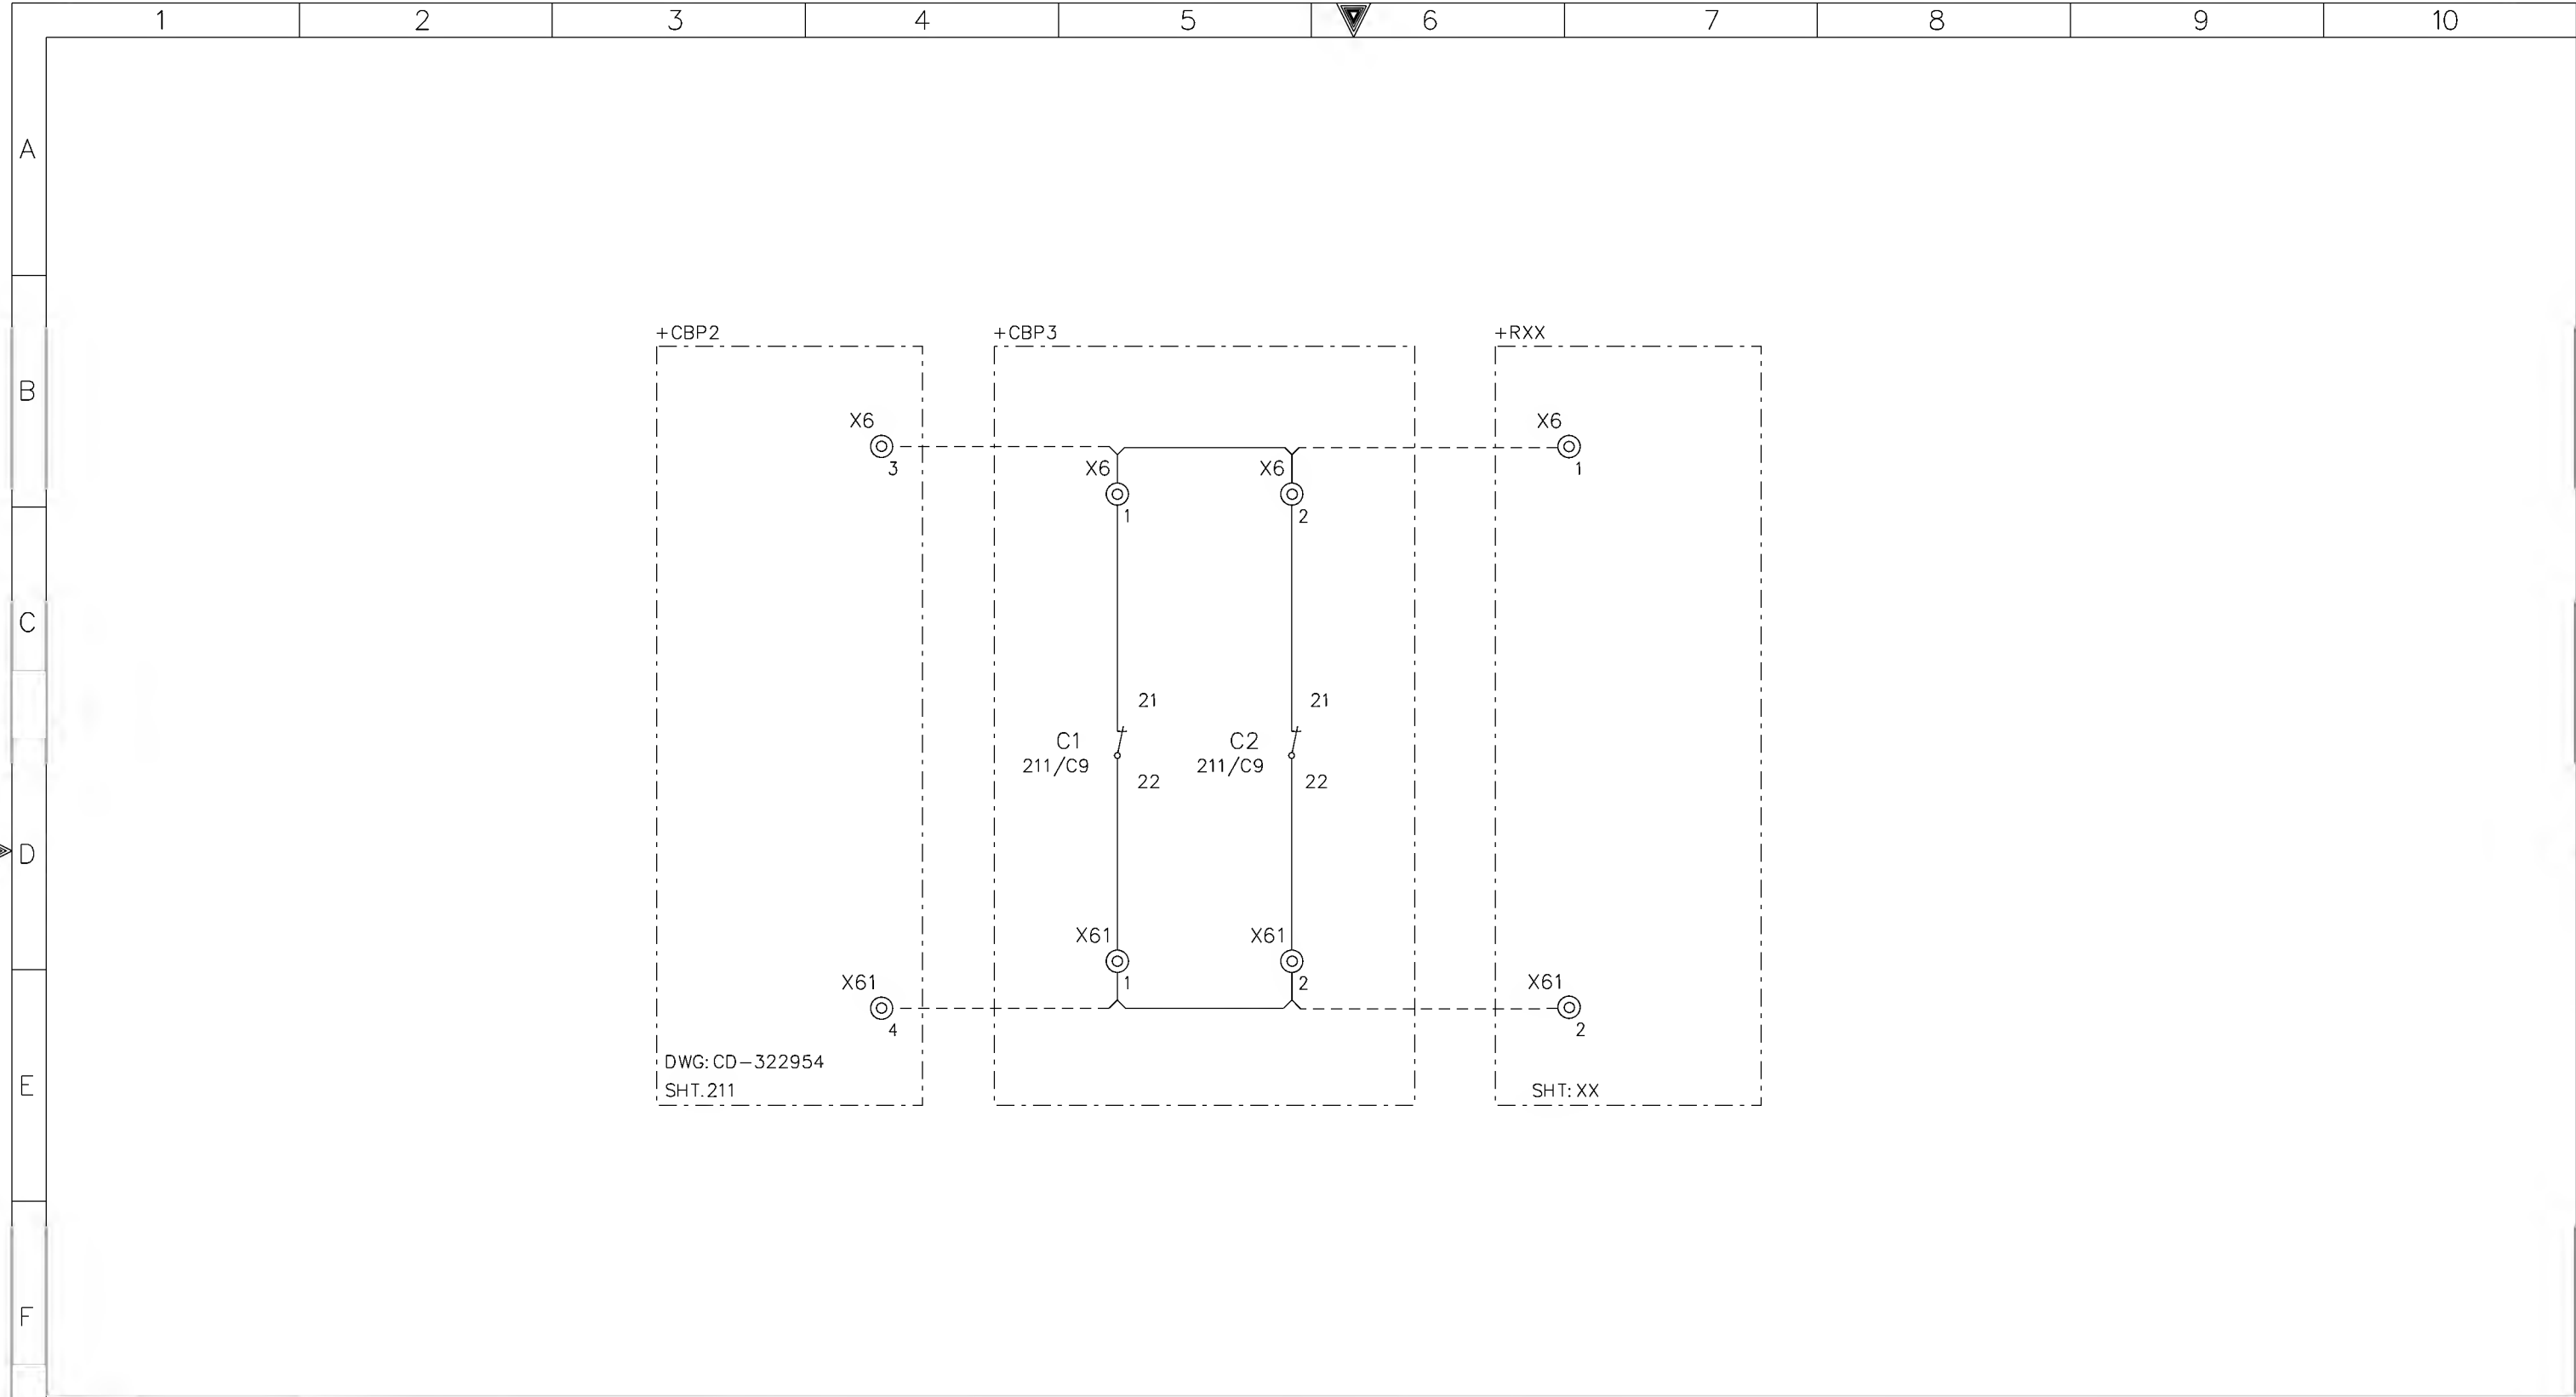 1 2 3 4 5 6 7 8 9 10
A
+CBP2 +CBP3 +RXX
B
X6 X6
3 X6 X6 1
1 2
C
21 21
C1 C2
211/C9 211/C9
22 22
D
X61 X61
X61 1 2 X61
4 2
DWG:CD-322954
E
SHT.211 SHT:XX
F